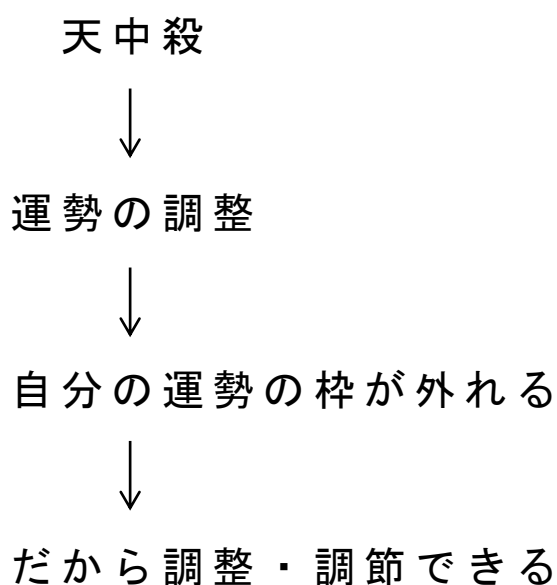 天中殺
運勢の調整
自分の運勢の枠が外れる
だから調整・調節できる